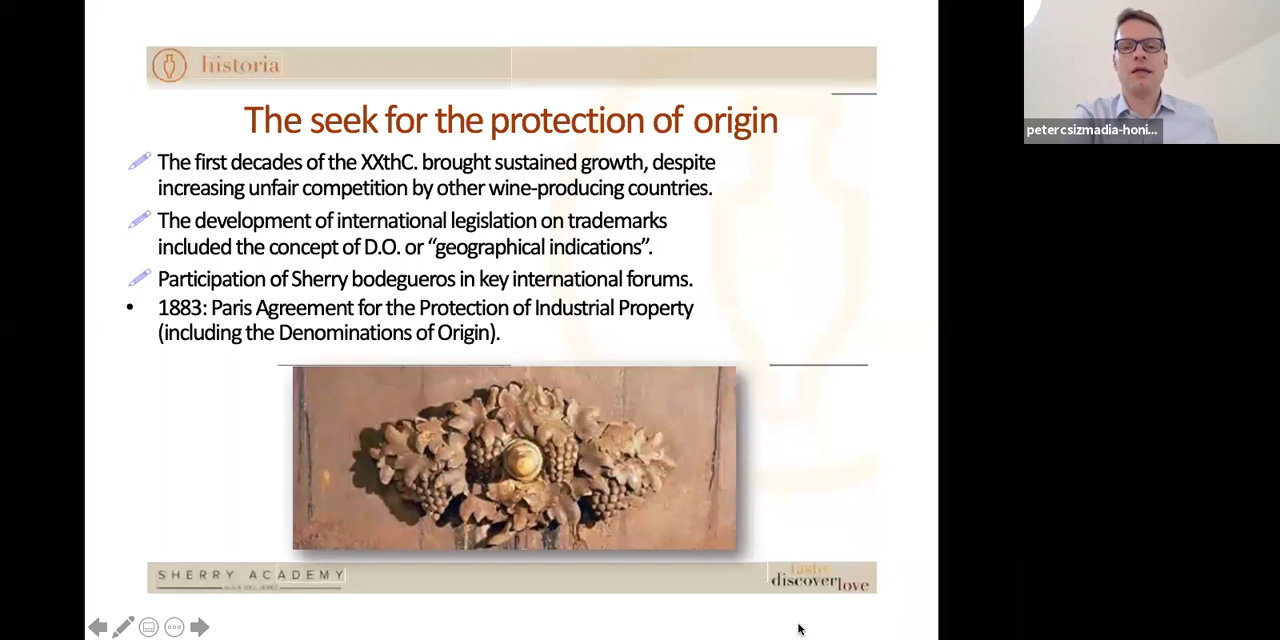 historia
The seek for the protection of origin
The first decades of the XXthC. brought sustained growth, despite
increasing unfair competition by other wine-producing countries.
The development of international legislation on trademarks
included the concept of D.O. or “geographical indications”.
Participation of Sherry bodegueros in key international forums.
• 1883: Paris Agreement for the Protection of Industrial Property
(including the Denominations of Origin).
SHERRY ACADEMY
taste
discover
love
petercsizmadia-honi...